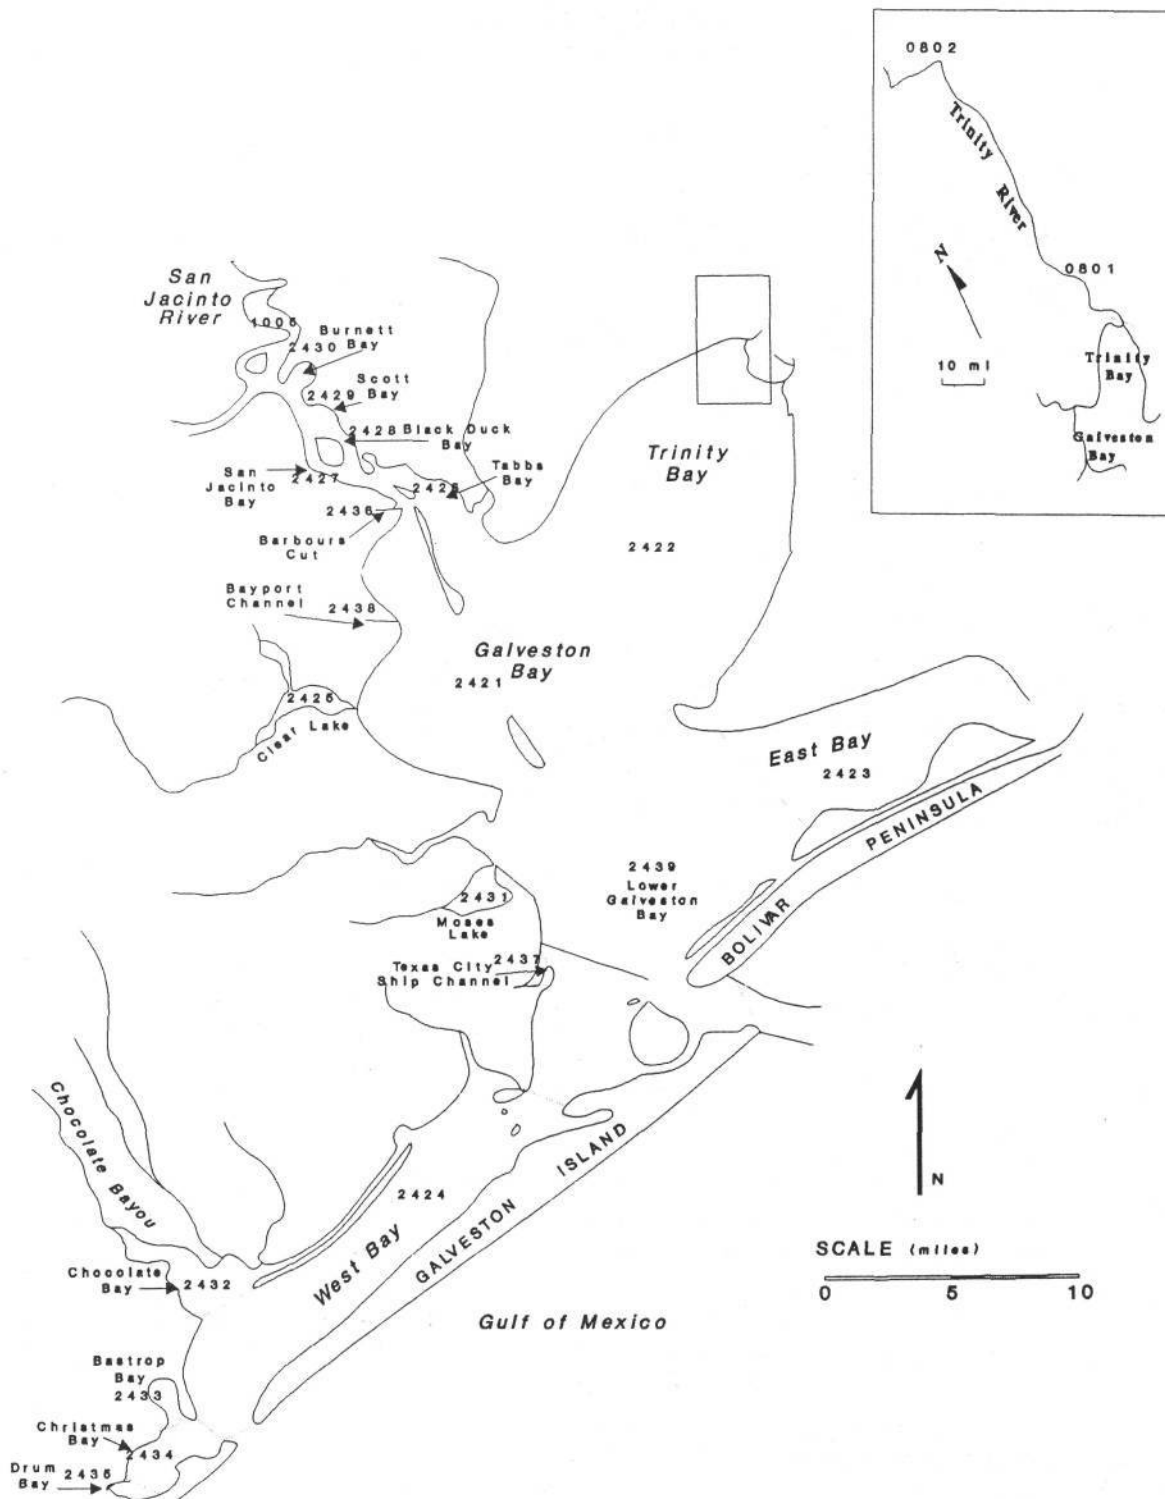 0802
Trinity River
0801
N
10 mi
Trinity
Bay
Galveston
Bay
San
Jacinto
River
1005
Burnett
Bay
2430
Scott
Bay
2429
2428 Black Duck
Bay
San
Jacinto
Bay
2427
Tabbs
Bay
2426
2436
Barbours
Cut
Trinity
Bay
2422
Bayport
Channel
2438
Galveston
Bay
2421
2425
Clear Lake
East Bay
2423
BOLIVAR PENINSULA
2439
Lower
Galveston
Bay
2431
Moses
Lake
2437
Texas City
Ship Channel
Chocolate Bayou
2424
West Bay
GALVESTON ISLAND
N
SCALE (miles)
0 5 10
Chocolate
Bay
2432
Gulf of Mexico
Bastrop
Bay
2433
Christmas
Bay
2434
Drum
Bay
2435